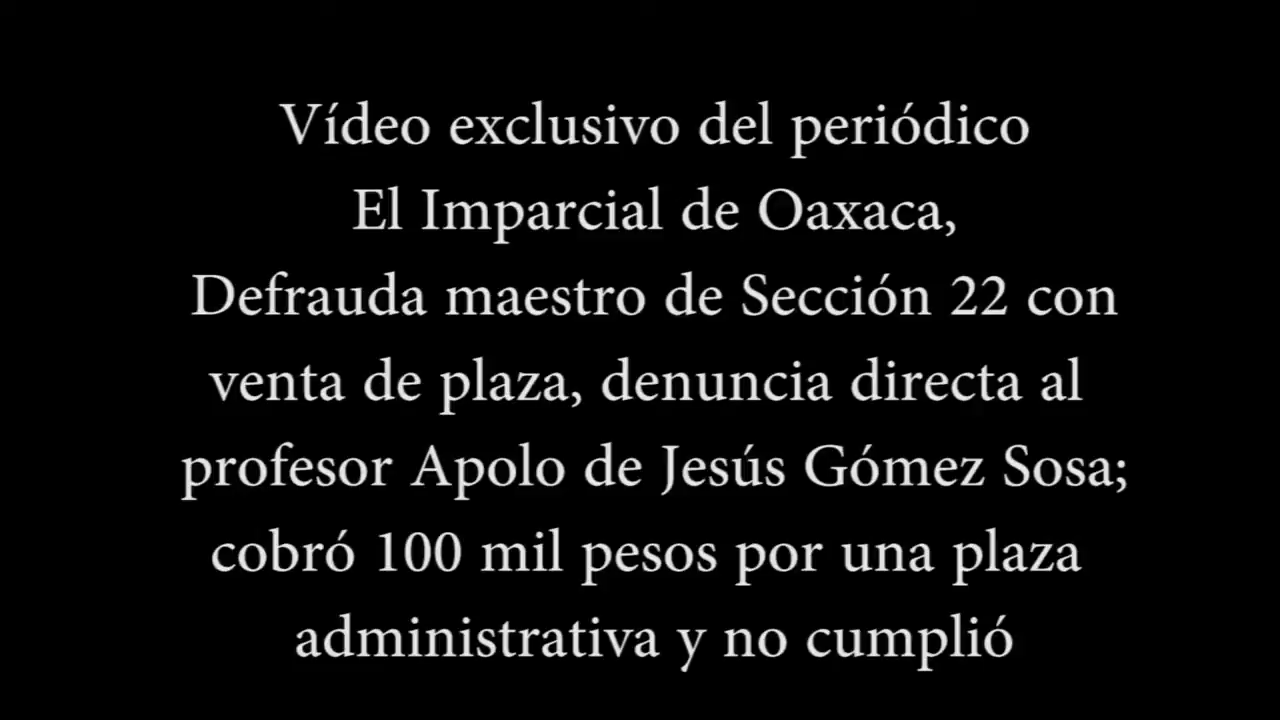 Vídeo exclusivo del periódico
El Imparcial de Oaxaca,
Defrauda maestro de Sección 22 con
venta de plaza, denuncia directa al
profesor Apolo de Jesús Gómez Sosa;
cobró 100 mil pesos por una plaza
administrativa y no cumplió